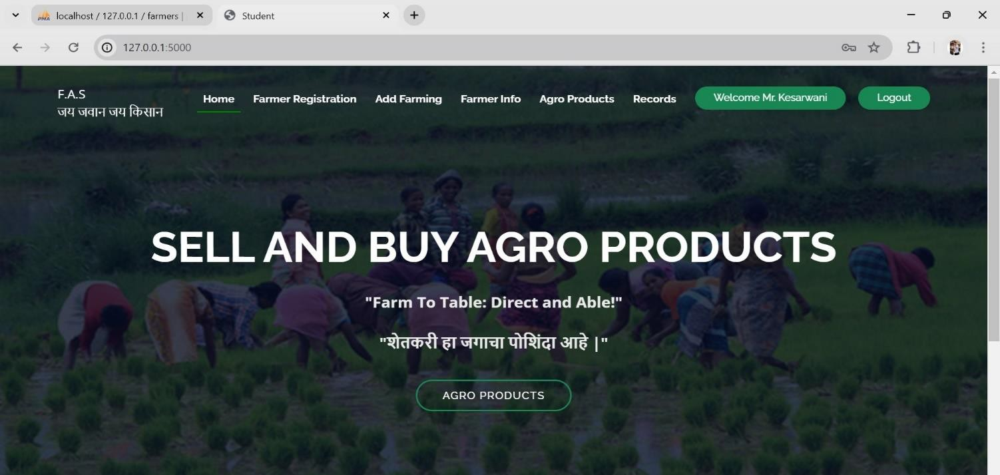 localhost / 127.0.0.1 / farmers |
Student
127.0.0.1:5000
F.A.S
जय जवान जय किसान
Home Farmer Registration Add Farming Farmer Info Agro Products Records Welcome Mr. Kesarwani Logout
SELL AND BUY AGRO PRODUCTS
"Farm To Table: Direct and Able!"
"शेतकरी हा जगाचा पोशिंदा आहे |"
AGRO PRODUCTS